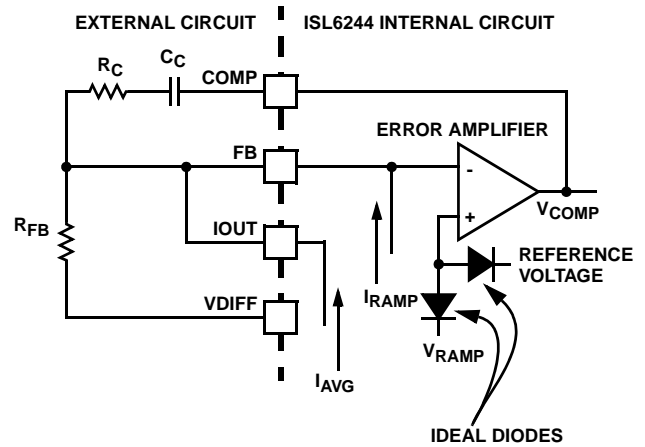 EXTERNAL CIRCUIT
ISL6244 INTERNAL CIRCUIT
RC
CC
COMP
ERROR AMPLIFIER
FB
-
+
VCOMP
RFB
IOUT
REFERENCE
VOLTAGE
IRAMP
VDIFF
VRAMP
IAVG
IDEAL DIODES